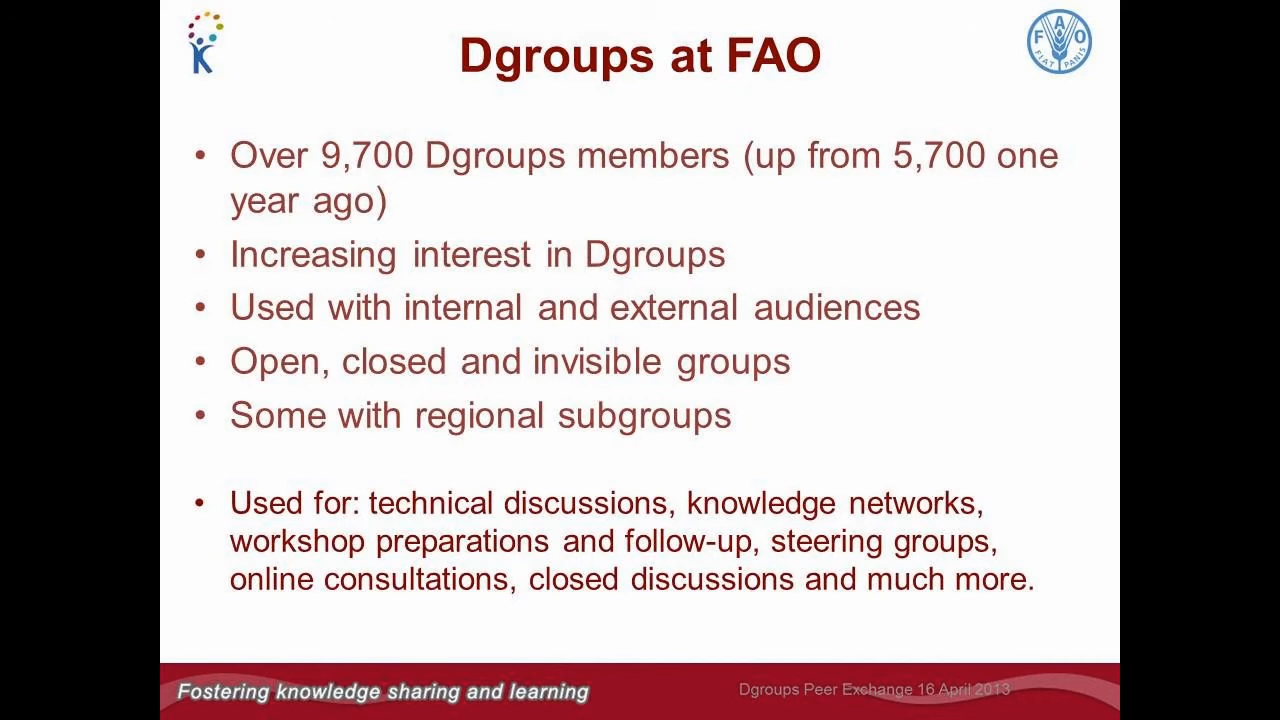 Dgroups at FAO
F A O
FIAT PANIS
• Over 9,700 Dgroups members (up from 5,700 one
year ago)
• Increasing interest in Dgroups
• Used with internal and external audiences
• Open, closed and invisible groups
• Some with regional subgroups
• Used for: technical discussions, knowledge networks,
workshop preparations and follow-up, steering groups,
online consultations, closed discussions and much more.
Fostering knowledge sharing and learning
Dgroups Peer Exchange 16 April 2013